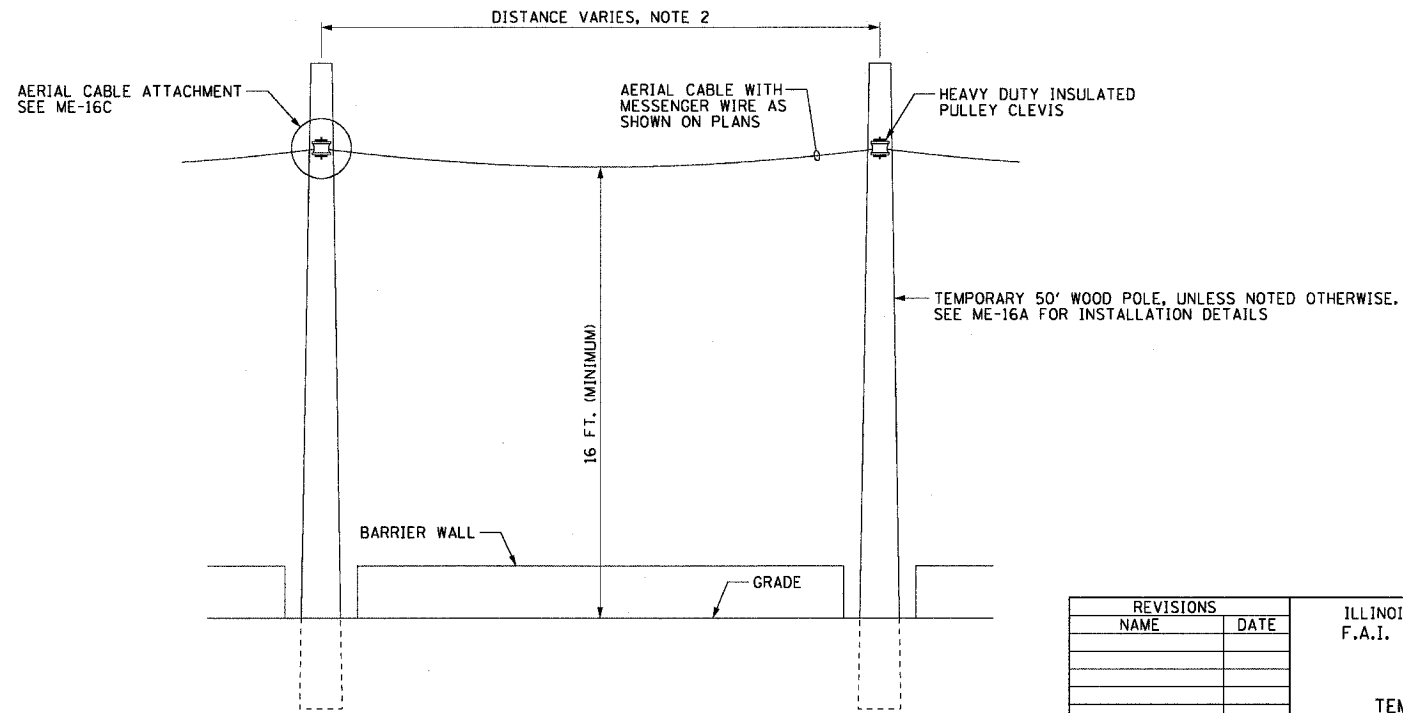 DISTANCE VARIES, NOTE 2
AERIAL CABLE ATTACHMENT
SEE ME-16C
AERIAL CABLE WITH
MESSENGER WIRE AS
SHOWN ON PLANS
HEAVY DUTY INSULATED
PULLEY CLEVIS
TEMPORARY 50' WOOD POLE, UNLESS NOTED OTHERWISE.
SEE ME-16A FOR INSTALLATION DETAILS
16 FT. (MINIMUM)
BARRIER WALL
GRADE
REVISIONS
NAME DATE
F.A.I.